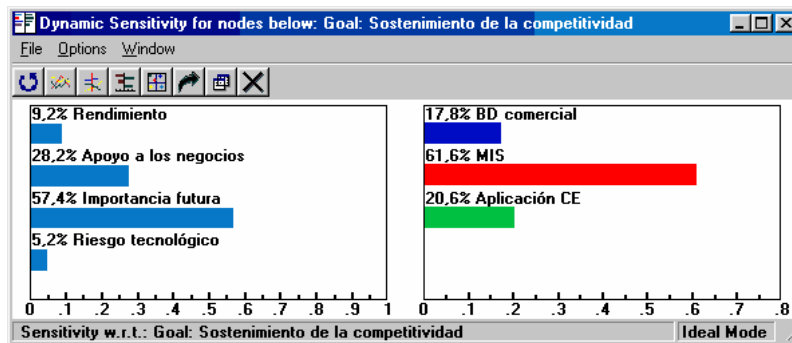 Dynamic Sensitivity for nodes below: Goal: Sostenimiento de la competitividad
File Options Window
9,2% Rendimiento
28,2% Apoyo a los negocios
57,4% Importancia futura
5,2% Riesgo tecnológico
0 .1 .2 .3 .4 .5 .6 .7 .8 .9 1
17,8% BD comercial
61,6% MIS
20,6% Aplicación CE
0 .1 .2 .3 .4 .5 .6 .7 .8
Sensitivity w.r.t.: Goal: Sostenimiento de la competitividad
Ideal Mode